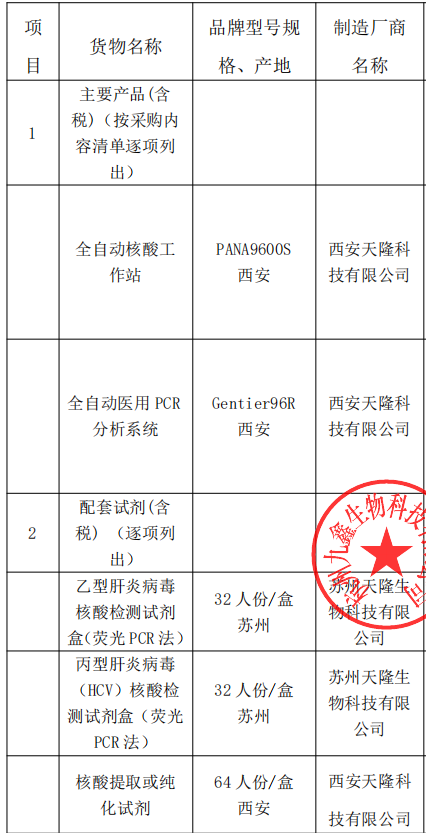 项
目
货物名称
品牌型号规
格、产地
制造厂商
名称
1
主要产品(含
税)（按采购内
容清单逐项列
出）
全自动核酸工
作站
PANA9600S
西安
西安天隆科
技有限公司
全自动医用 PCR
分析系统
Gentier96R
西安
西安天隆科
技有限公司
2
配套试剂(含
税) （逐项列
出）
乙型肝炎病毒
核酸检测试剂
盒(荧光 PCR 法)
32 人份/盒
苏州
苏州天隆生
物科技有限
公司
丙型肝炎病毒
（HCV）核酸检
测试剂盒（荧光
PCR 法）
32 人份/盒
苏州
苏州天隆生
物科技有限
公司
核酸提取或纯
化试剂
64 人份/盒
西安
西安天隆科
技有限公司
州九鑫生物科技
司